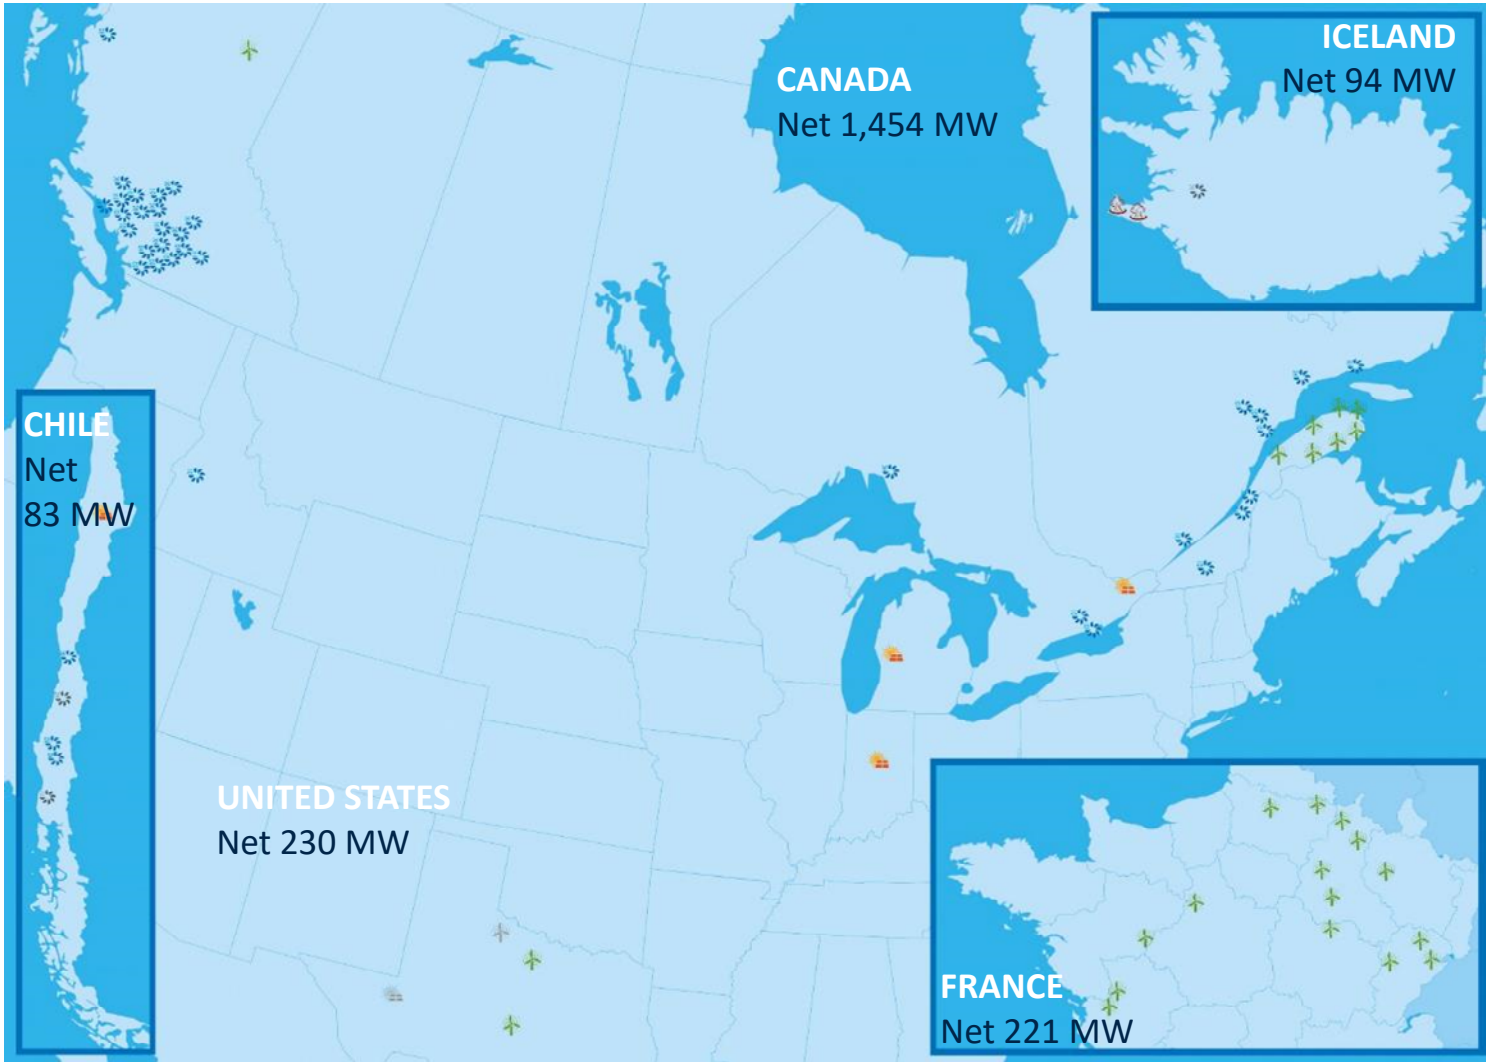 CANADA
Net 1,454 MW
ICELAND
Net 94 MW
CHILE
Net
83 MW
UNITED STATES
Net 230 MW
FRANCE
Net 221 MW